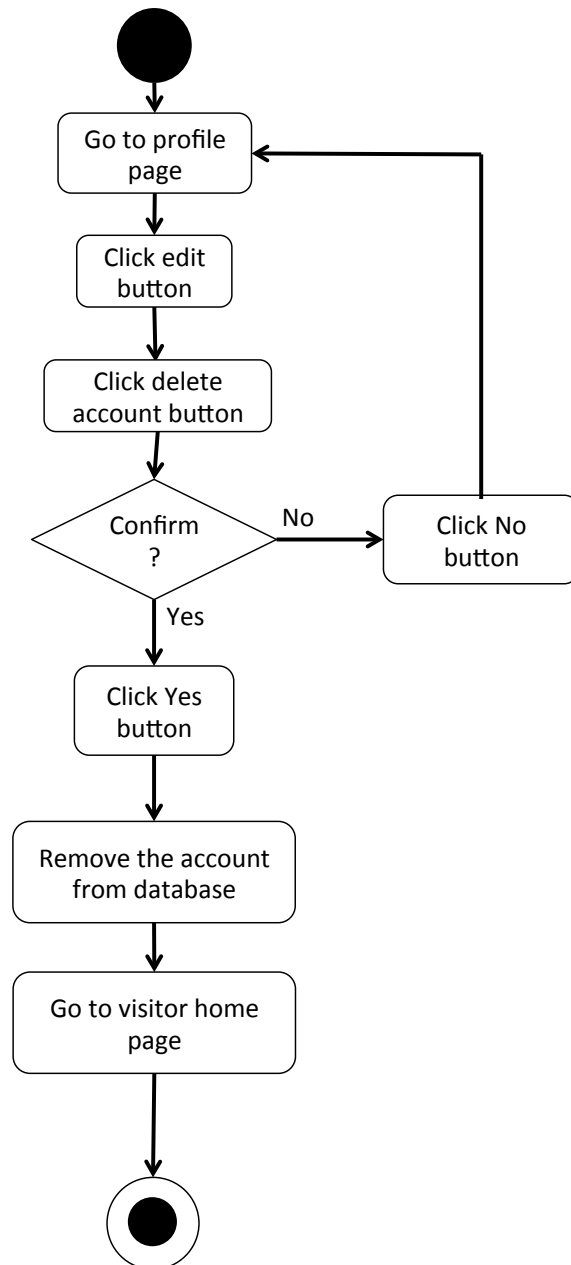 Go to profile
page
Click edit
button
Click delete
account button
Confirm
?
No
Click No
button
Yes
Click Yes
button
Remove the account
from database
Go to visitor home
page